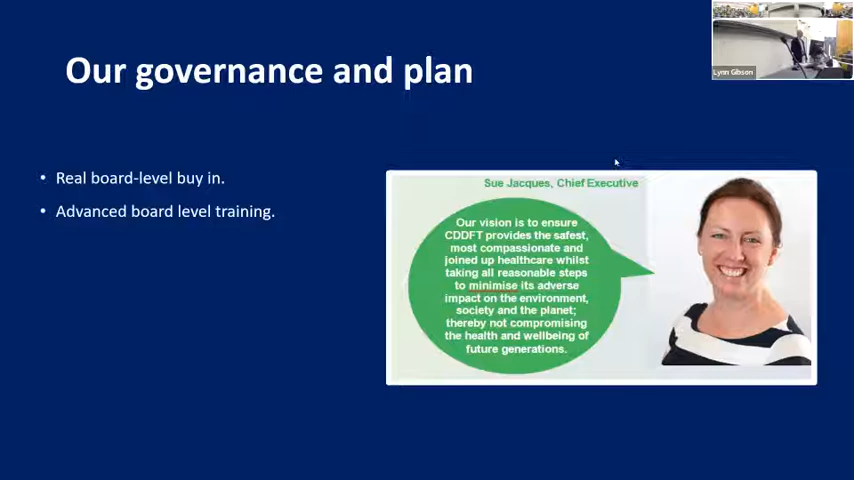 Our governance and plan
Lynn Gibson
• Real board-level buy in.
• Advanced board level training.
Sue Jacques, Chief Executive
Our vision is to ensure
CDDFT provides the safest,
most compassionate and
joined up healthcare whilst
taking all reasonable steps
to minimise its adverse
impact on the environment,
society and the planet;
thereby not compromising
the health and wellbeing of
future generations.